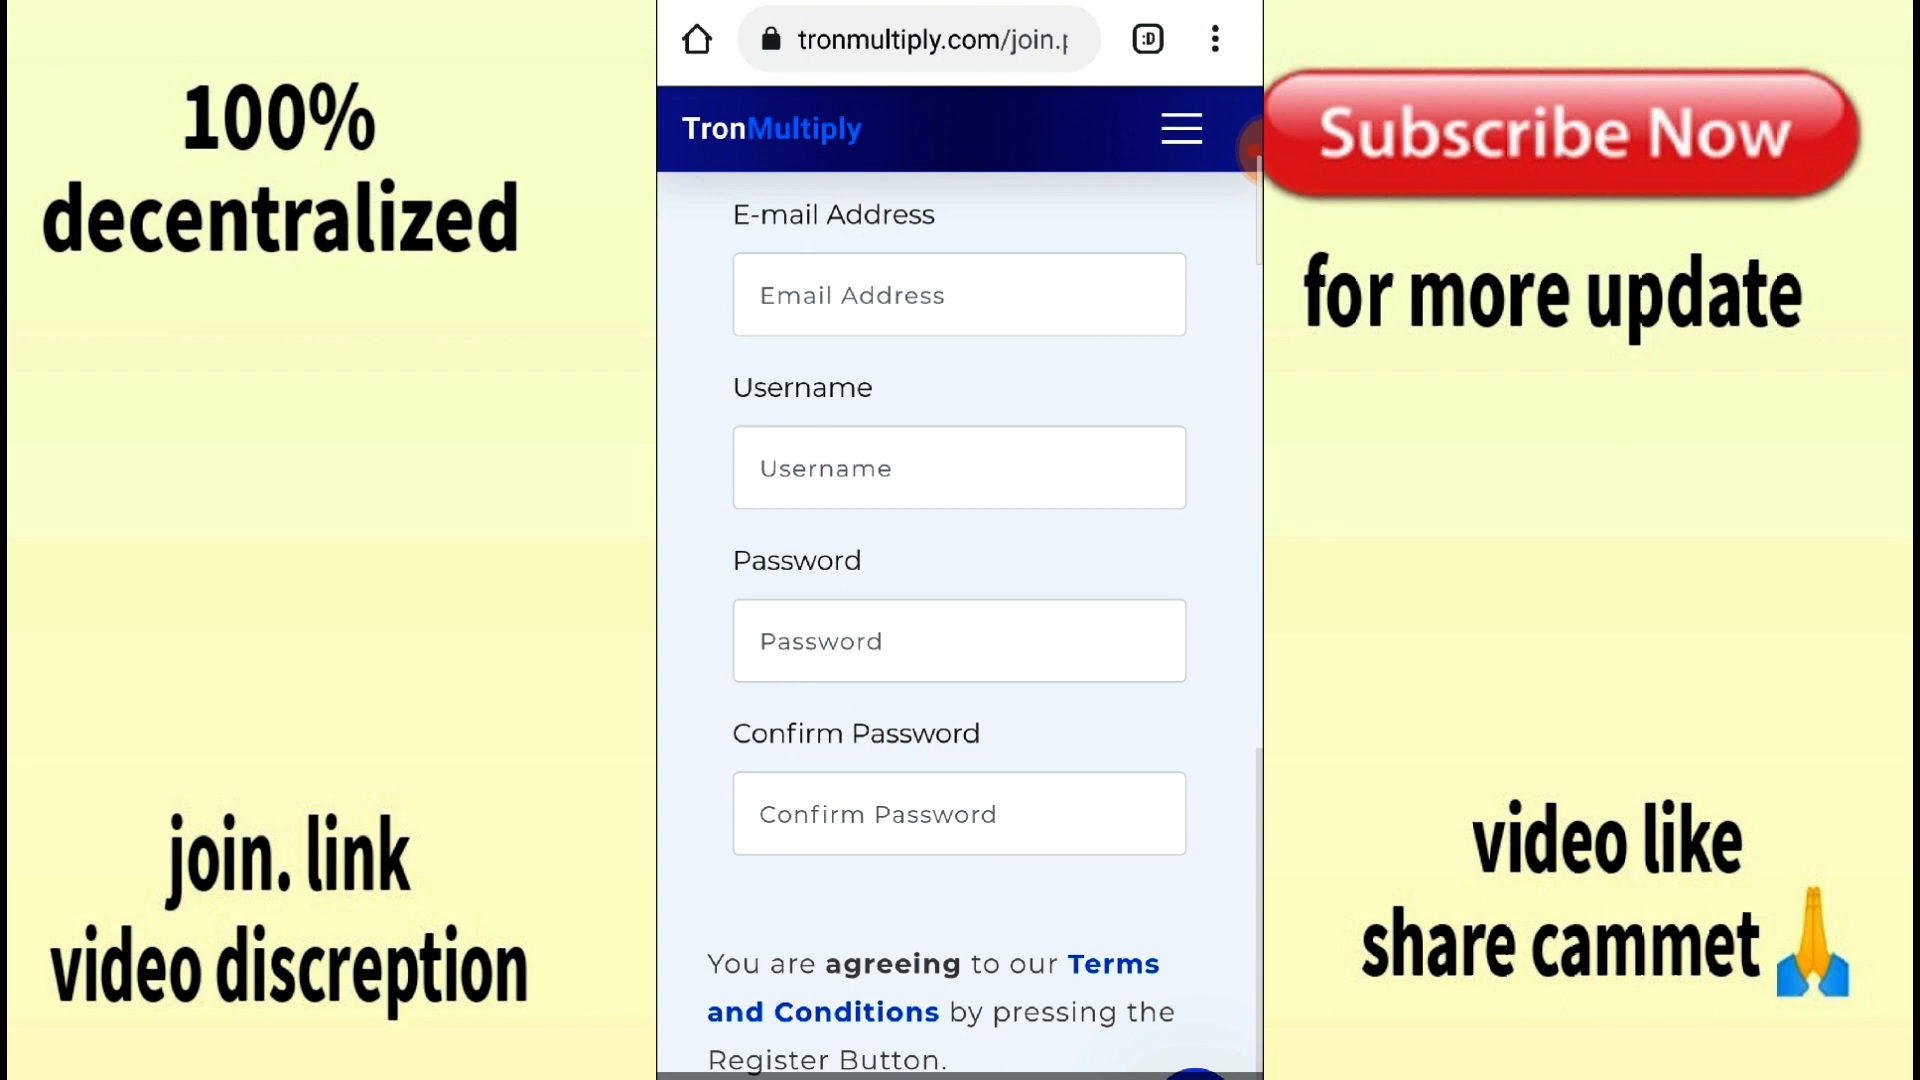 100%
decentralized
join. link
video discreption
tronmultiply.com/join.p
:D
TronMultiply
E-mail Address
Email Address
Username
Username
Password
Password
Confirm Password
Confirm Password
You are agreeing to our Terms
and Conditions by pressing the
Register Button.
Subscribe Now
for more update
video like
share cammet🙏